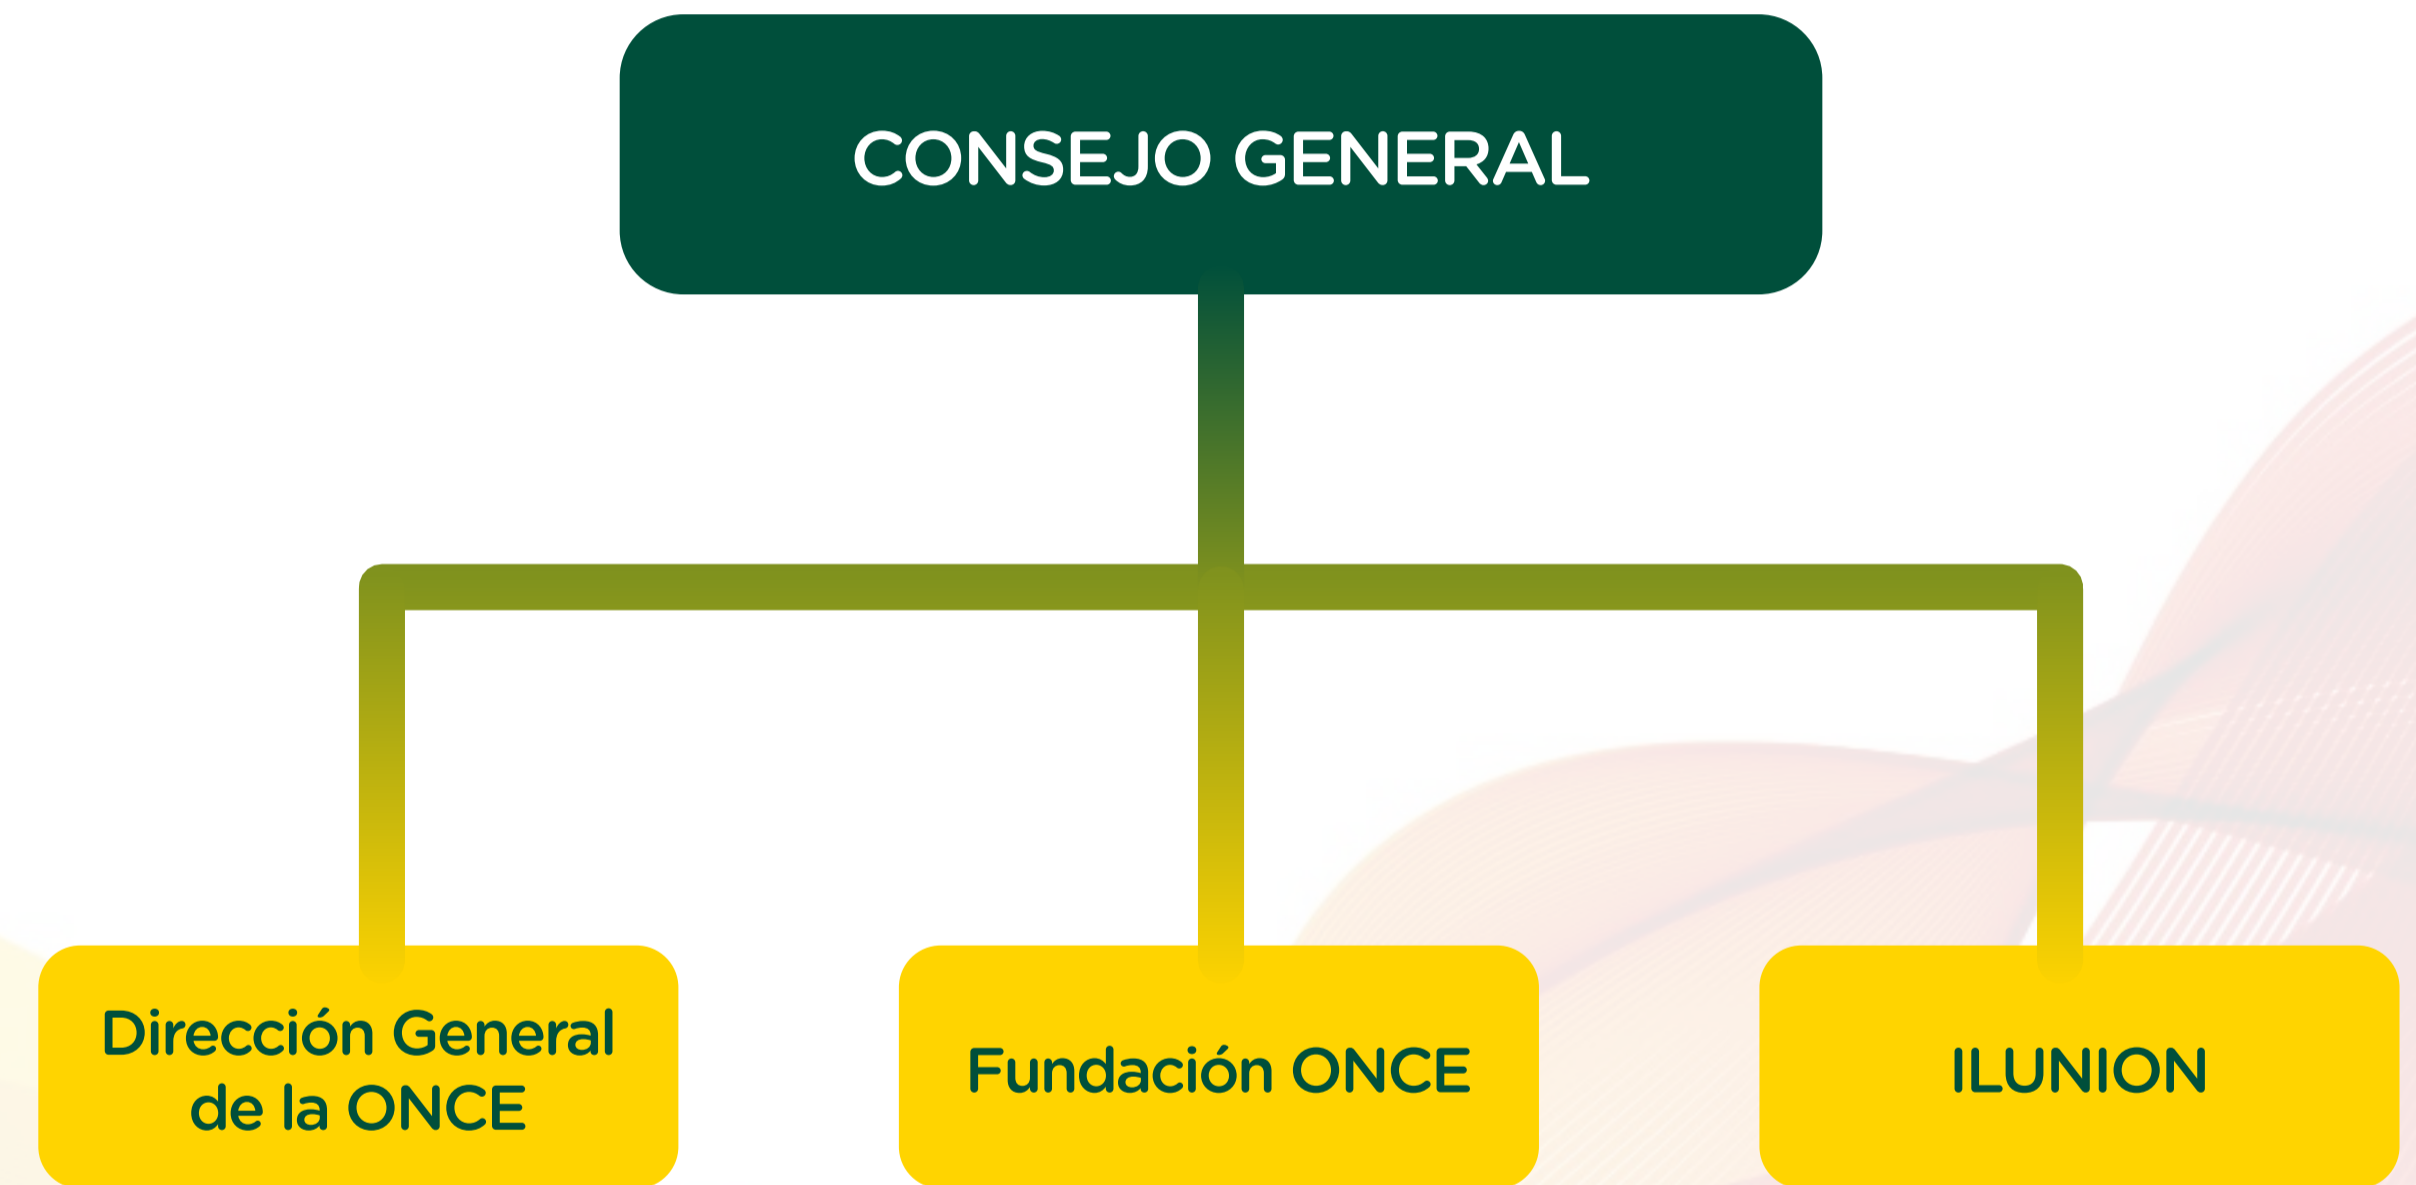 CONSEJO GENERAL
Dirección General
de la ONCE
Fundación ONCE
ILUNION